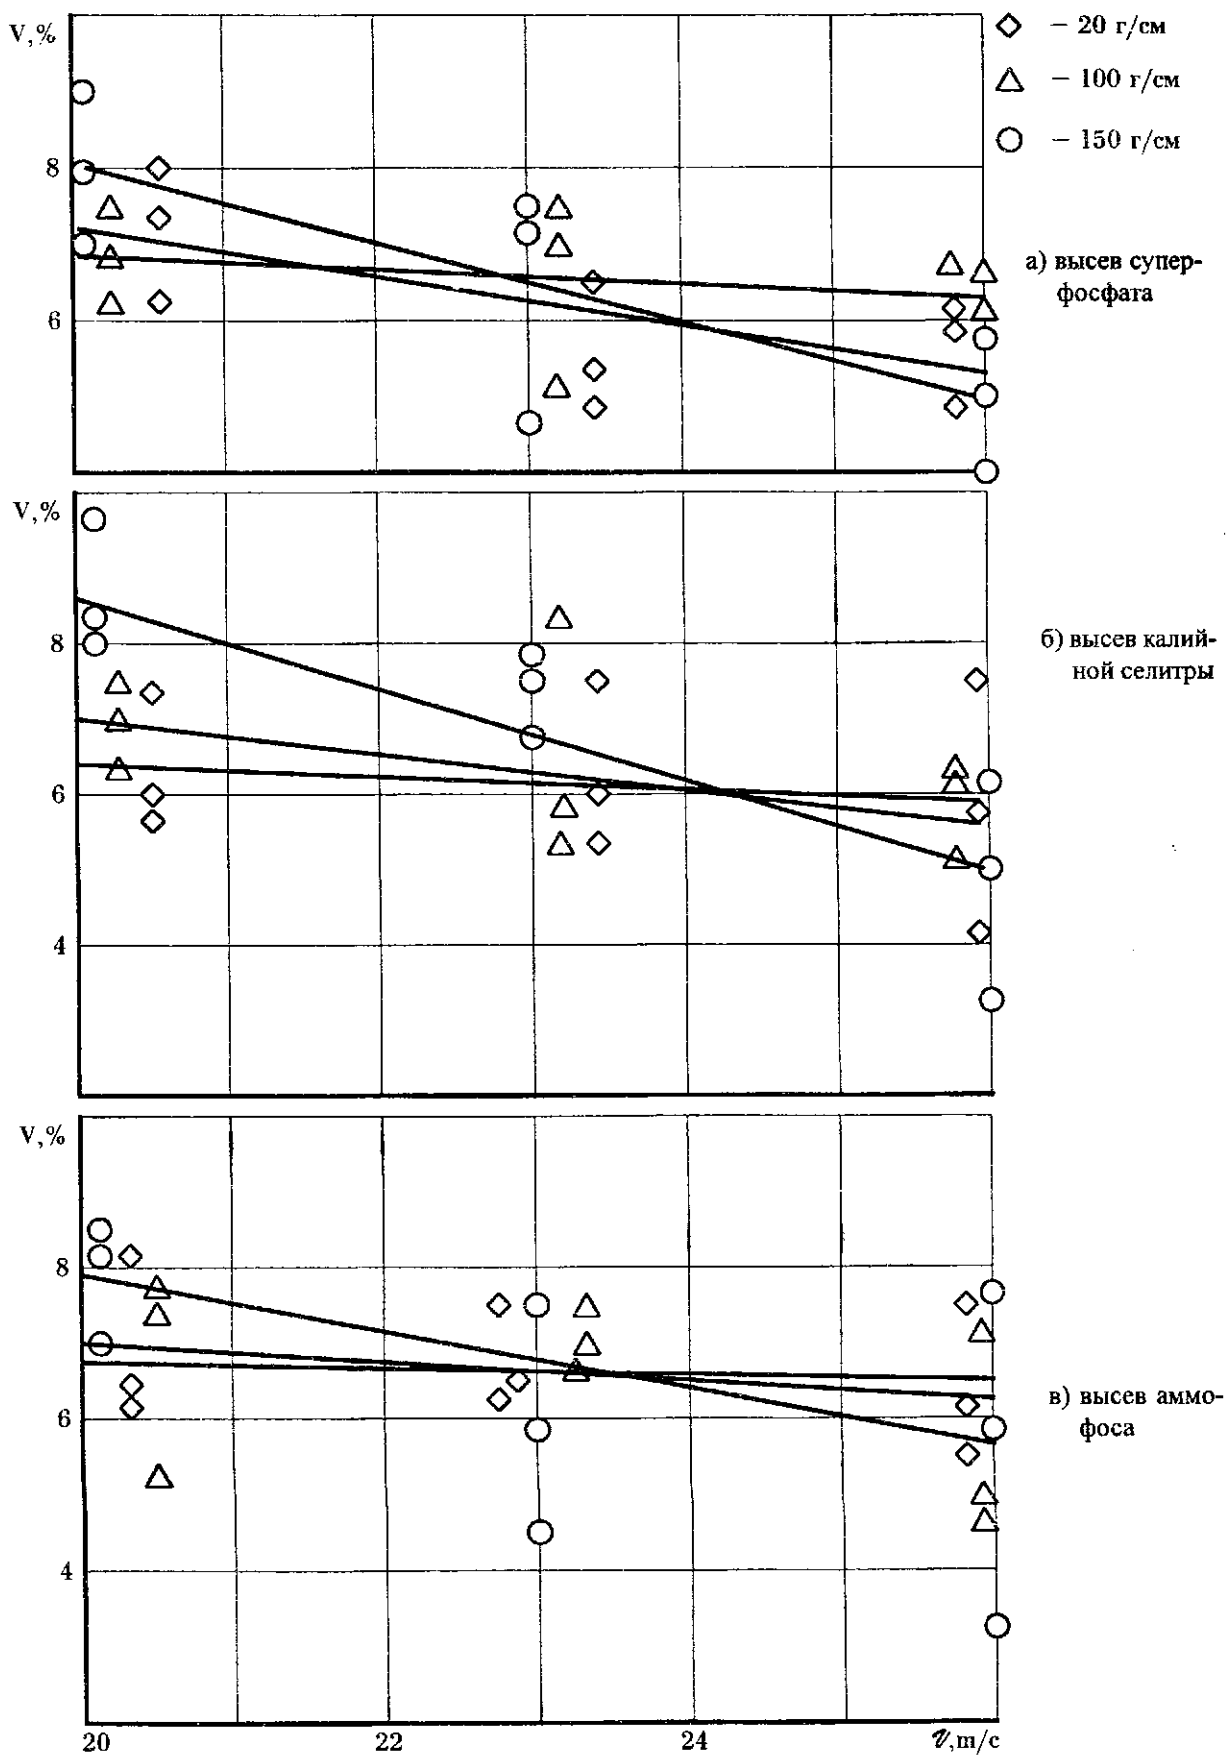 V,%
– 20 г/см
– 100 г/см
– 150 г/см
8
6
а) высев супер-
фосфата
V,%
8
6
4
б) высев калий-
ной селитры
V,%
8
6
4
в) высев аммо-
фоса
20
22
24
v,m/c